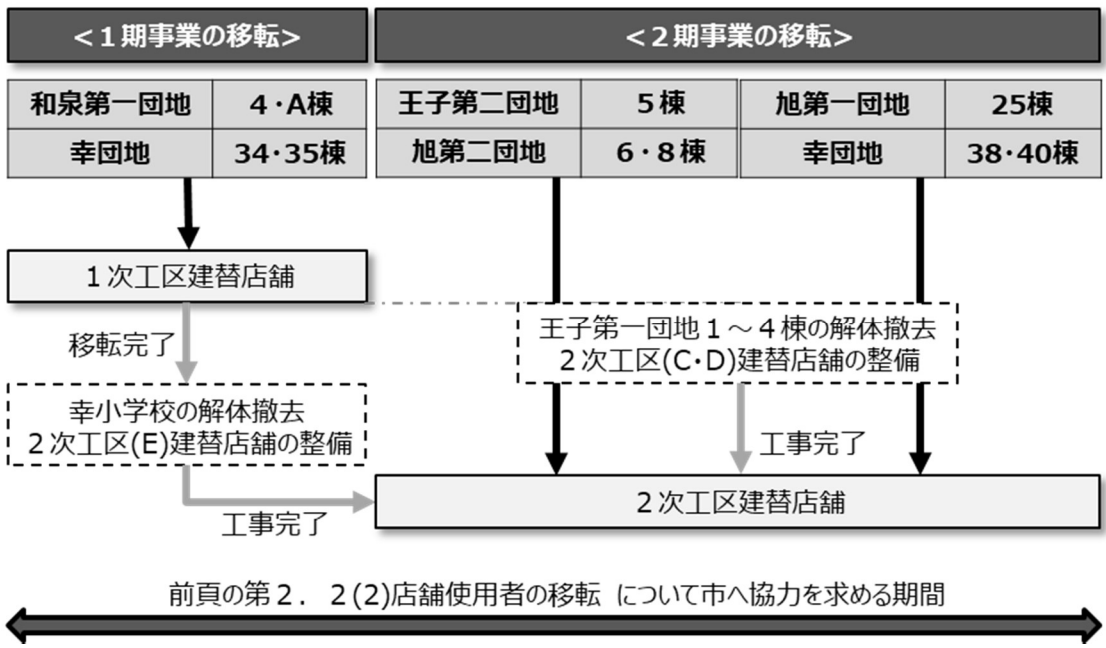 <１期事業の移転>
<２期事業の移転>
和泉第一団地 4・A棟
幸団地 34・35棟
王子第二団地 5棟 旭第一団地 25棟
旭第二団地 6・8棟 幸団地 38・40棟
１次工区建替店舗
移転完了
王子第一団地１～４棟の解体撤去
２次工区(C・D)建替店舗の整備
幸小学校の解体撤去
２次工区(E)建替店舗の整備
工事完了
２次工区建替店舗
工事完了
前頁の第２．２(2)店舗使用者の移転 について市へ協力を求める期間